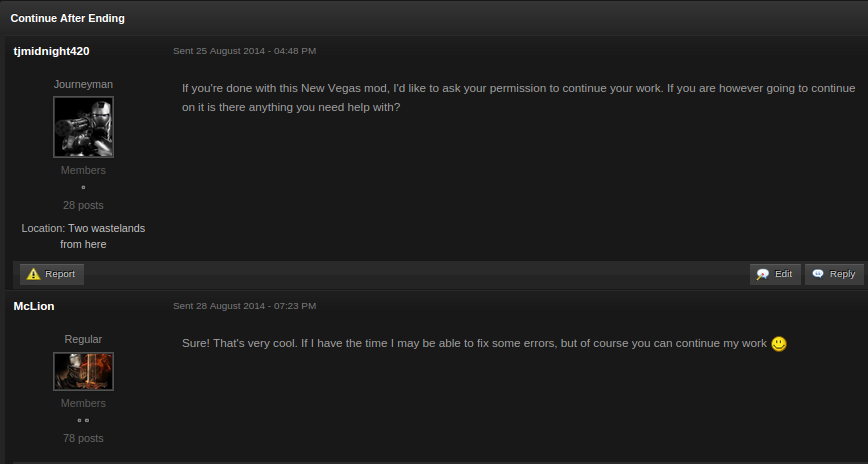 Continue After Ending
tjmidnight420
Sent 25 August 2014 - 04:48 PM
Journeyman
Members
28 posts
Location: Two wastelands
from here
If you're done with this New Vegas mod, I'd like to ask your permission to continue your work. If you are however going to continue
on it is there anything you need help with?
Report
Edit
Reply
McLion
Sent 28 August 2014 - 07:23 PM
Regular
Members
78 posts
Sure! That's very cool. If I have the time I may be able to fix some errors, but of course you can continue my work